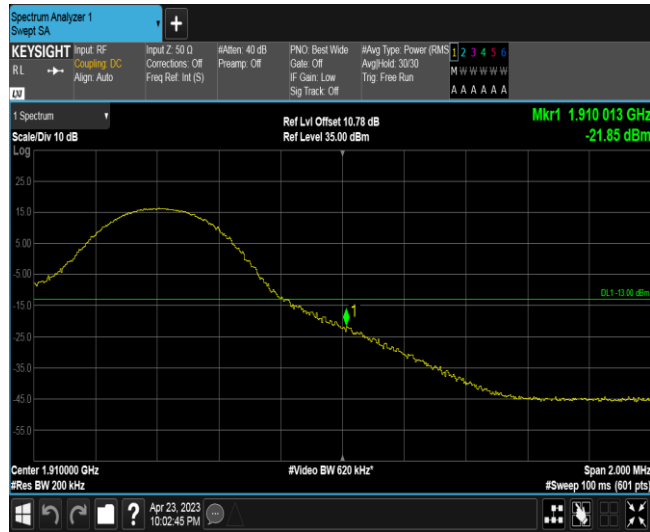 Spectrum Analyzer 1
Swept SA
KEYSIGHT
RL
LXI
Input: RF
Coupling: DC
Align: Auto
Input Z: 50 Ω
Corrections: Off
Freq Ref: Int (S)
#Atten: 40 dB
Preamp: Off
PNO: Best Wide
Gate: Off
IF Gain: Low
Sig Track: Off
#Avg Type: Power (RMS
Avg|Hold: 30/30
Trig: Free Run
1 2 3 4 5 6
M W W W W W
A A A A A A
1 Spectrum
Scale/Div 10 dB
Ref Lvl Offset 10.78 dB
Ref Level 35.00 dBm
Mkr1 1.910 013 GHz
-21.85 dBm
Log
25.0
15.0
5.00
-5.00
DL1 -13.00 dBm
-15.0
1
-25.0
-35.0
-45.0
-55.0
Center 1.910000 GHz
#Video BW 620 kHz*
Span 2.000 MHz
#Res BW 200 kHz
#Sweep 100 ms (601 pts)
?
Apr 23, 2023
10:02:45 PM